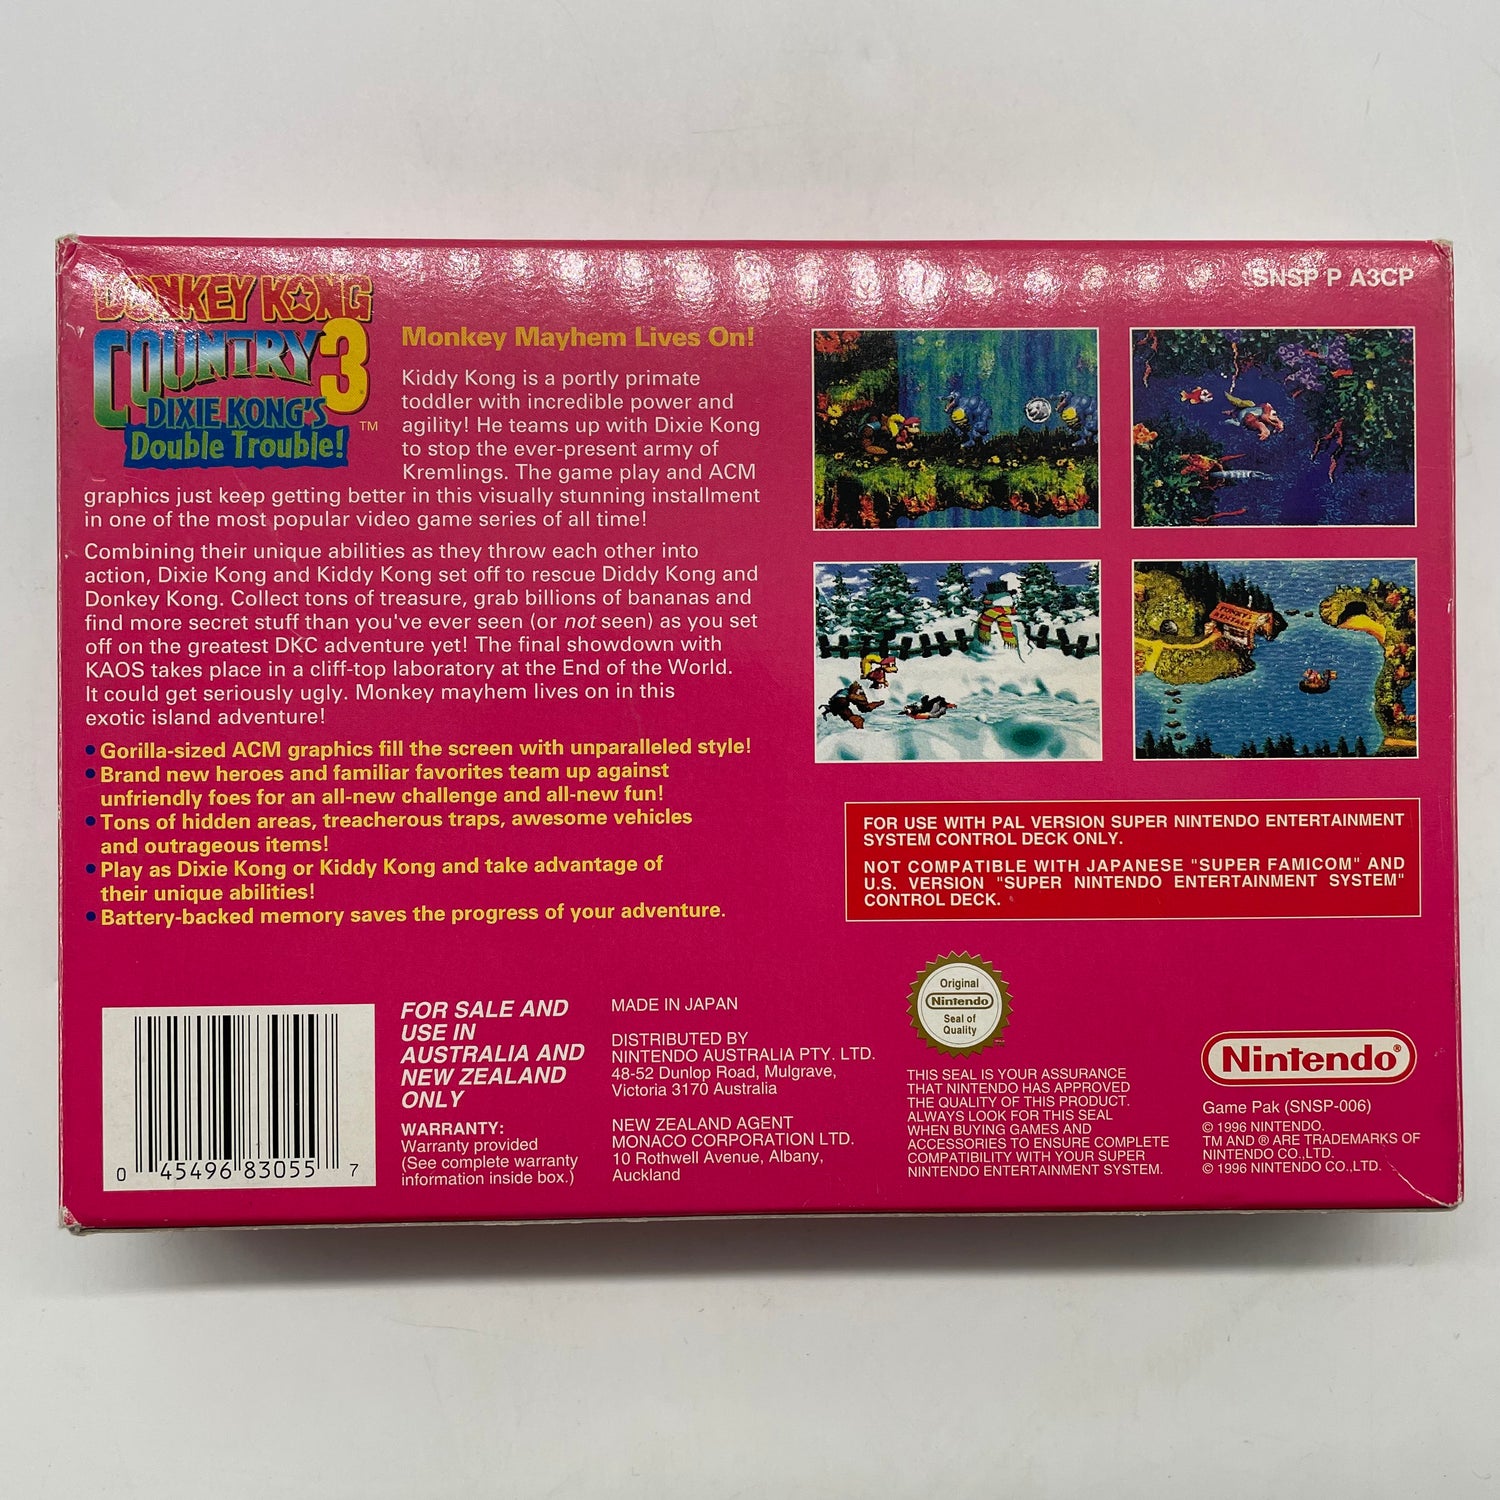 SNSP P A3CP
DONKEY KONG
COUNTRY 3
DIXIE KONG'S
Double Trouble!
TM
Monkey Mayhem Lives On!
Kiddy Kong is a portly primate
toddler with incredible power and
agility! He teams up with Dixie Kong
to stop the ever-present army of
Kremlings. The game play and ACM
graphics just keep getting better in this visually stunning installment
in one of the most popular video game series of all time!
Combining their unique abilities as they throw each other into
action, Dixie Kong and Kiddy Kong set off to rescue Diddy Kong and
Donkey Kong. Collect tons of treasure, grab billions of bananas and
find more secret stuff than you've ever seen (or not seen) as you set
off on the greatest DKC adventure yet! The final showdown with
KAOS takes place in a cliff-top laboratory at the End of the World.
It could get seriously ugly. Monkey mayhem lives on in this
exotic island adventure!
• Gorilla-sized ACM graphics fill the screen with unparalleled style!
• Brand new heroes and familiar favorites team up against
unfriendly foes for an all-new challenge and all-new fun!
• Tons of hidden areas, treacherous traps, awesome vehicles
and outrageous items!
• Play as Dixie Kong or Kiddy Kong and take advantage of
their unique abilities!
• Battery-backed memory saves the progress of your adventure.
FUNKY'S
RENTALS
FOR USE WITH PAL VERSION SUPER NINTENDO ENTERTAINMENT
SYSTEM CONTROL DECK ONLY.
NOT COMPATIBLE WITH JAPANESE "SUPER FAMICOM" AND
U.S. VERSION "SUPER NINTENDO ENTERTAINMENT SYSTEM"
CONTROL DECK.
0 45496 83055 7
FOR SALE AND
USE IN
AUSTRALIA AND
NEW ZEALAND
ONLY
WARRANTY:
Warranty provided
(See complete warranty
information inside box.)
MADE IN JAPAN
DISTRIBUTED BY
NINTENDO AUSTRALIA PTY. LTD.
48-52 Dunlop Road, Mulgrave,
Victoria 3170 Australia
NEW ZEALAND AGENT
MONACO CORPORATION LTD.
10 Rothwell Avenue, Albany,
Auckland
Original
Nintendo
Seal of
Quality
THIS SEAL IS YOUR ASSURANCE
THAT NINTENDO HAS APPROVED
THE QUALITY OF THIS PRODUCT.
ALWAYS LOOK FOR THIS SEAL
WHEN BUYING GAMES AND
ACCESSORIES TO ENSURE COMPLETE
COMPATIBILITY WITH YOUR SUPER
NINTENDO ENTERTAINMENT SYSTEM.
Nintendo®
Game Pak (SNSP-006)
© 1996 NINTENDO.
TM AND ® ARE TRADEMARKS OF
NINTENDO CO.,LTD.
© 1996 NINTENDO CO.,LTD.